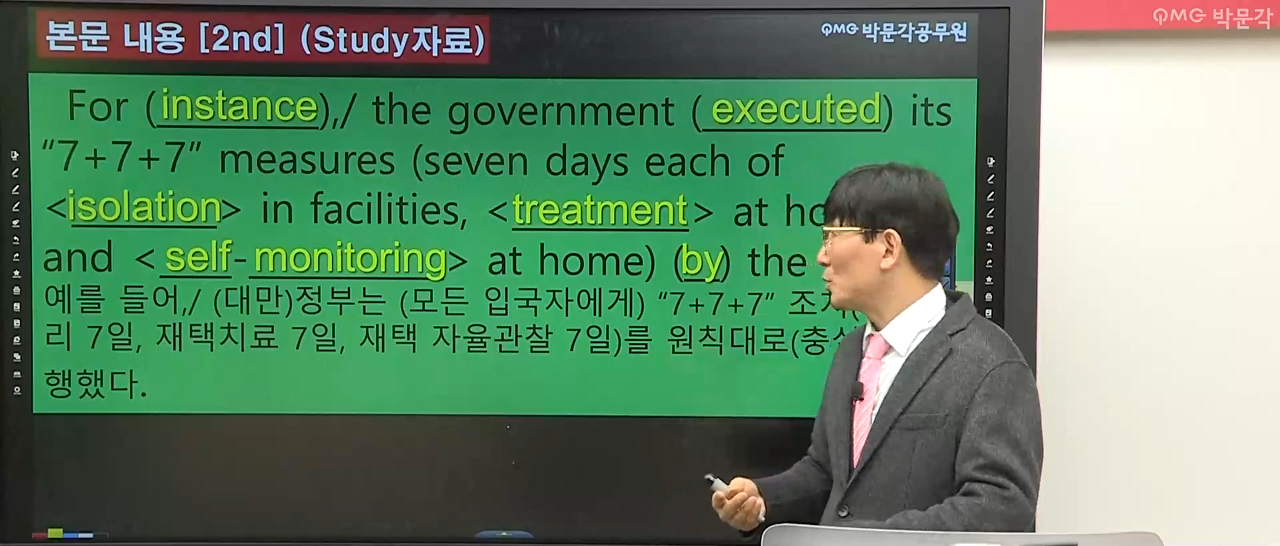 본문 내용 [2nd] (Study자료)
박문각공무원
박문각
For (instance),/ the government (executed) its
“7+7+7” measures (seven days each of
<isolation> in facilities, <treatment> at
and <self-monitoring> at home) (by) the
예를 들어,/ (대만)정부는 (모든 입국자에게) “7+7+7”
리 7일, 재택치료 7일, 재택 자율관찰 7일)를 원칙대로
행했다.